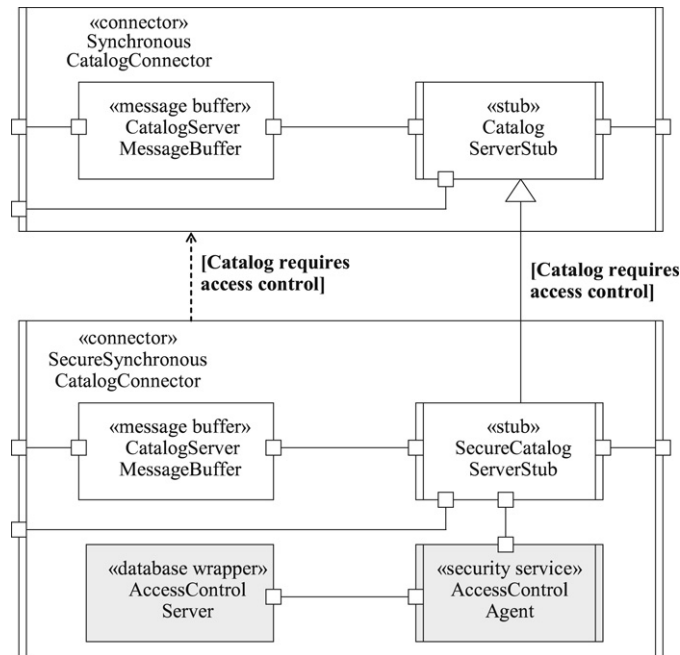 «connector»
Synchronous
CatalogConnector
«message buffer»
CatalogServer
MessageBuffer
«stub»
Catalog
ServerStub
[Catalog requires
access control]
[Catalog requires
access control]
«connector»
SecureSynchronous
CatalogConnector
«message buffer»
CatalogServer
MessageBuffer
«stub»
SecureCatalog
ServerStub
«database wrapper»
AccessControl
Server
«security service»
AccessControl
Agent